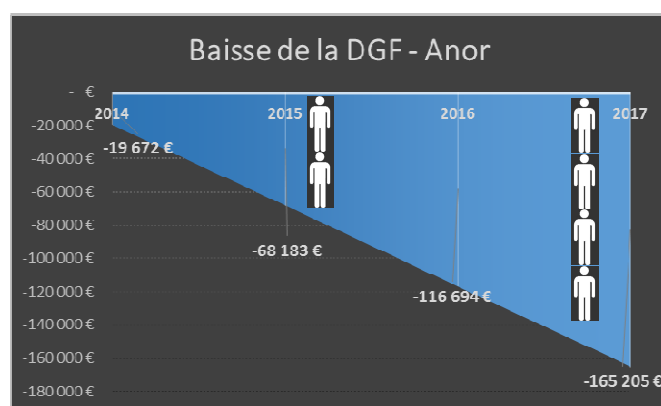 Baisse de la DGF - Anor
- €
2014 2015 2016 2017
-20 000 €
-19 672 €
-40 000 €
-60 000 €
-80 000 €
-68 183 €
-100 000 €
-120 000 €
-116 694 €
-140 000 €
-160 000 €
-165 205 €
-180 000 €